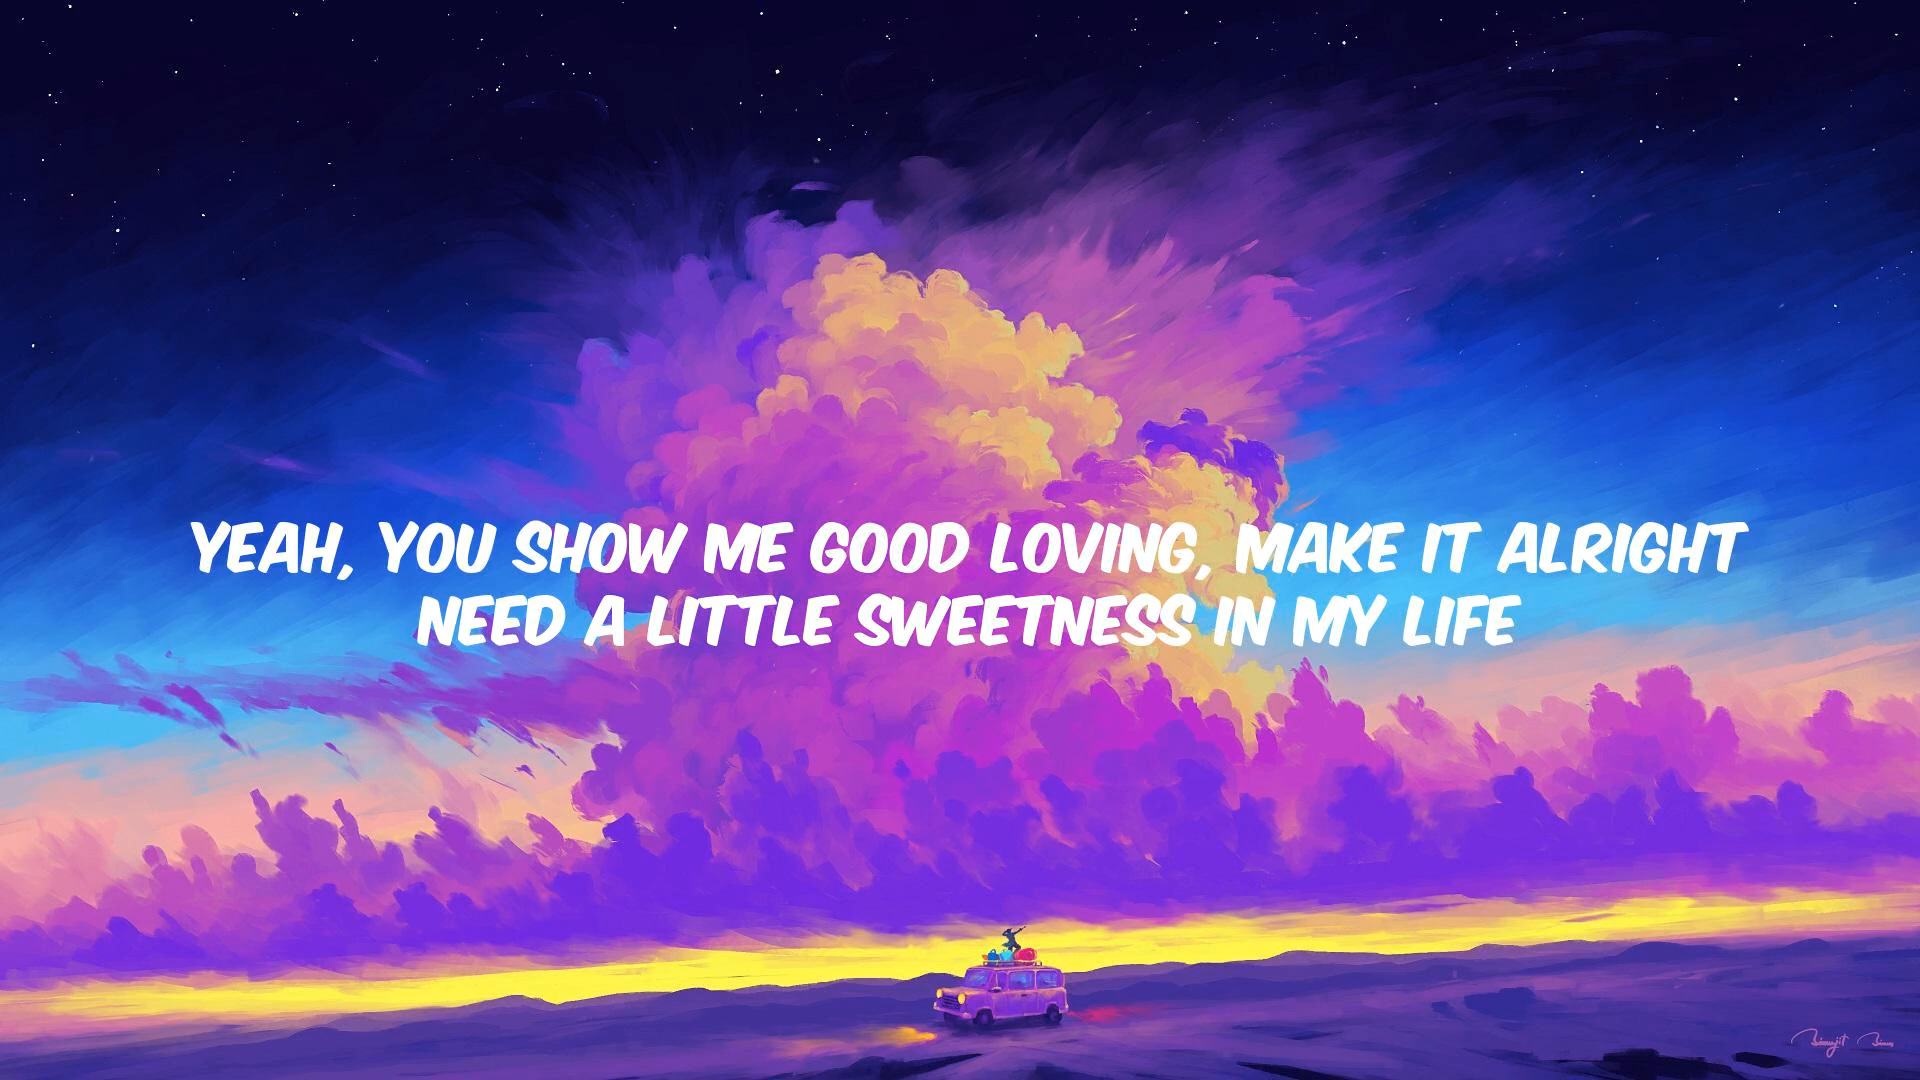 YEAH, YOU SHOW ME GOOD LOVING, MAKE IT ALRIGHT
NEED A LITTLE SWEETNESS IN MY LIFE